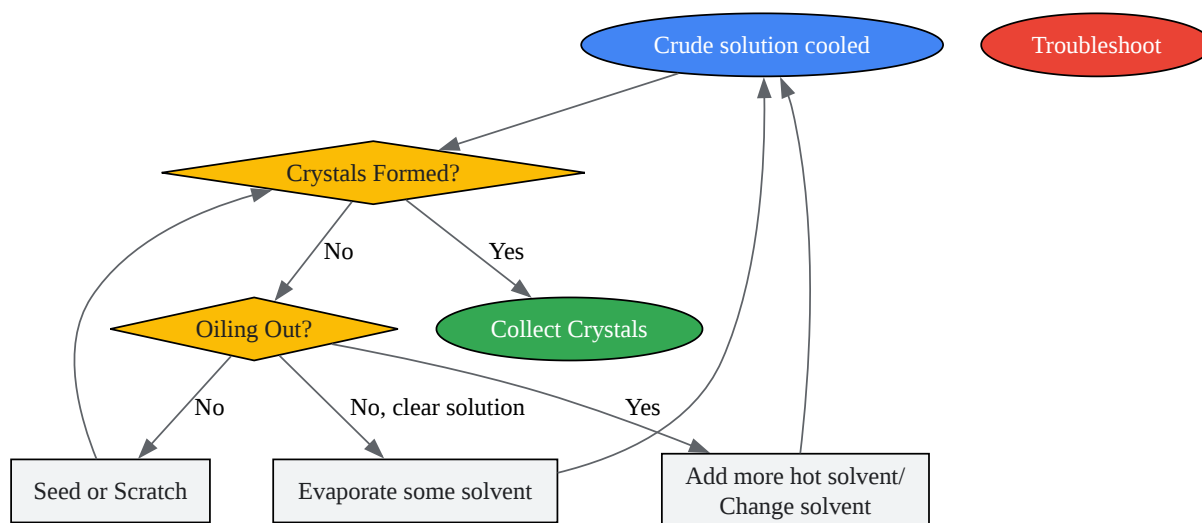 Crude solution cooled
Troubleshoot
Crystals Formed?
No
Yes
Oiling Out?
Collect Crystals
No
No, clear solution
Yes
Seed or Scratch
Evaporate some solvent
Add more hot solvent/
Change solvent